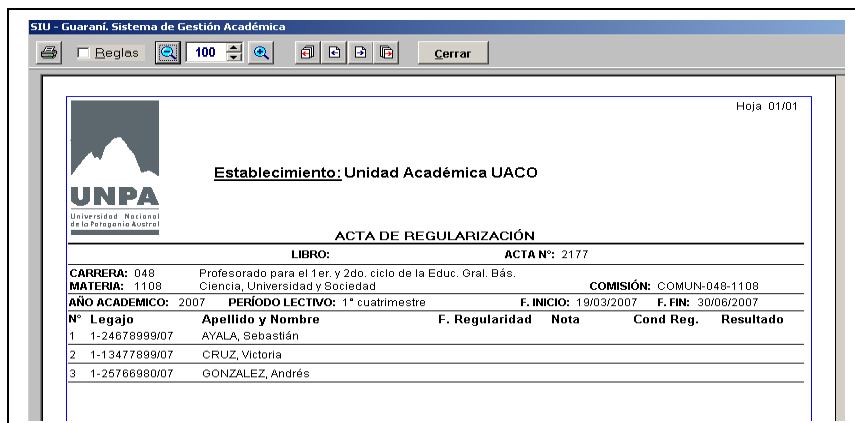 SIU - Guaraní. Sistema de Gestión Académica
Reglas 100 Cerrar
Hoja 01/01
Establecimiento: Unidad Académica UACO
UNPA
Universidad Nacional
de la Patagonia Austral
ACTA DE REGULARIZACIÓN
LIBRO: ACTA Nº: 2177
CARRERA: 048 Profesorado para el 1er. y 2do. ciclo de la Educ. Gral. Bás.
MATERIA: 1108 Ciencia, Universidad y Sociedad COMISIÓN: COMUN-048-1108
AÑO ACADEMICO: 2007 PERÍODO LECTIVO: 1° cuatrimestre F. INICIO: 19/03/2007 F. FIN: 30/06/2007
Nº Legajo Apellido y Nombre F. Regularidad Nota Cond Reg. Resultado
1 1-24678999/07 AYALA, Sebastián
2 1-13477899/07 CRUZ, Victoria
3 1-25766980/07 GONZALEZ, Andrés